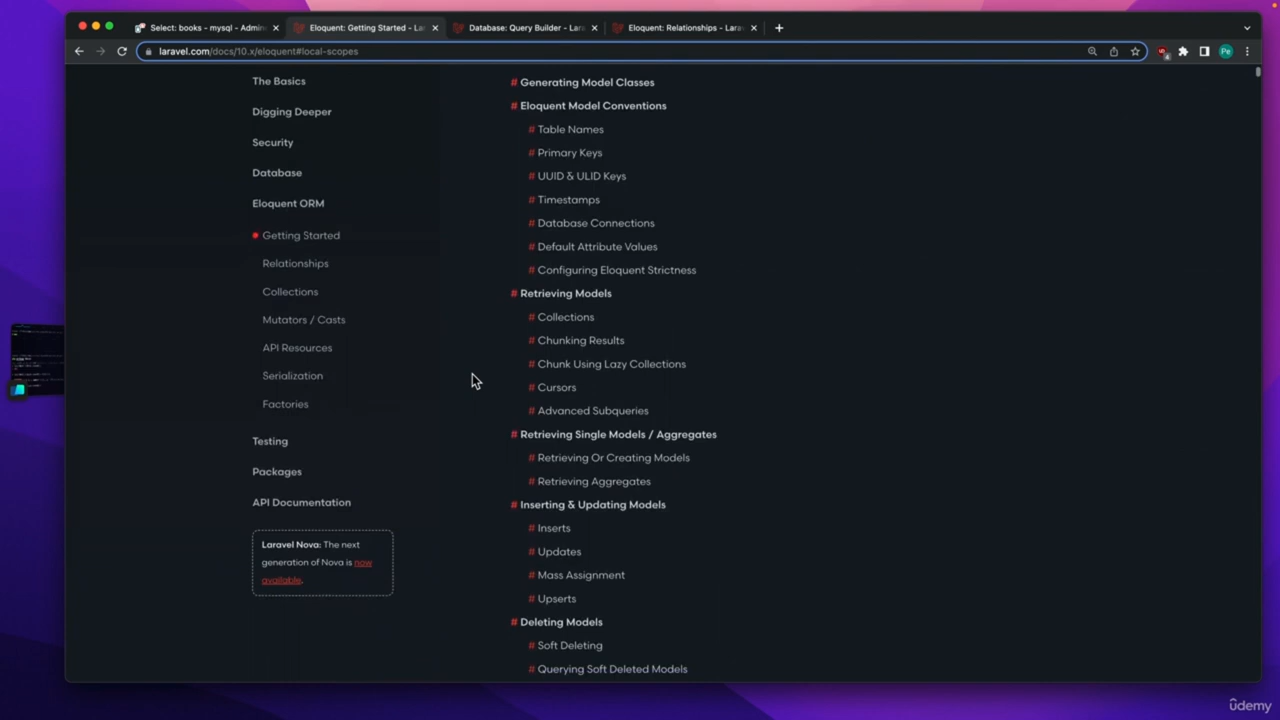 Select: books - mysql - Admin
Eloquent: Getting Started - La
Database: Query Builder - Lara
Eloquent: Relationships - Lara
laravel.com/docs/10.x/eloquent#local-scopes
Pe
The Basics
Digging Deeper
Security
Database
Eloquent ORM
Getting Started
Relationships
Collections
Mutators / Casts
API Resources
Serialization
Factories
Testing
Packages
API Documentation
Laravel Nova: The next
generation of Nova is now
available.
# Generating Model Classes
# Eloquent Model Conventions
# Table Names
# Primary Keys
# UUID & ULID Keys
# Timestamps
# Database Connections
# Default Attribute Values
# Configuring Eloquent Strictness
# Retrieving Models
# Collections
# Chunking Results
# Chunk Using Lazy Collections
# Cursors
# Advanced Subqueries
# Retrieving Single Models / Aggregates
# Retrieving Or Creating Models
# Retrieving Aggregates
# Inserting & Updating Models
# Inserts
# Updates
# Mass Assignment
# Upserts
# Deleting Models
# Soft Deleting
# Querying Soft Deleted Models
ûdemy